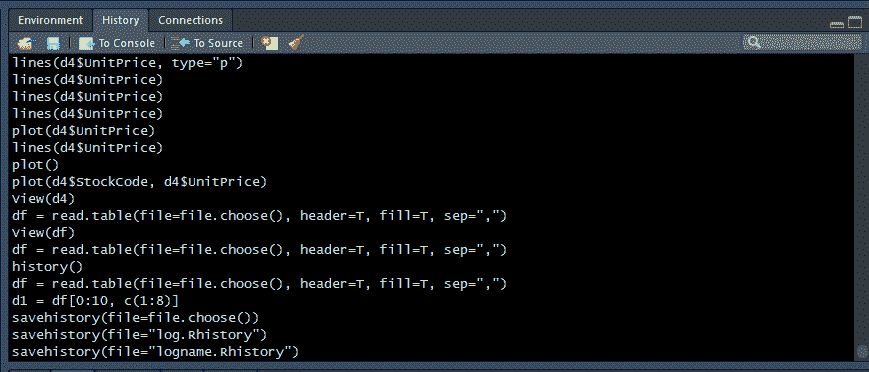 Environment History Connections
To Console To Source
lines(d4$UnitPrice, type="p")
lines(d4$UnitPrice)
lines(d4$UnitPrice)
lines(d4$UnitPrice)
plot(d4$UnitPrice)
lines(d4$UnitPrice)
plot()
plot(d4$StockCode, d4$UnitPrice)
View(d4)
df = read.table(file=file.choose(), header=T, fill=T, sep=",")
View(df)
df = read.table(file=file.choose(), header=T, fill=T, sep=",")
history()
df = read.table(file=file.choose(), header=T, fill=T, sep=",")
d1 = df[0:10, c(1:8)]
savehistory(file=file.choose())
savehistory(file="log.Rhistory")
savehistory(file="logname.Rhistory")